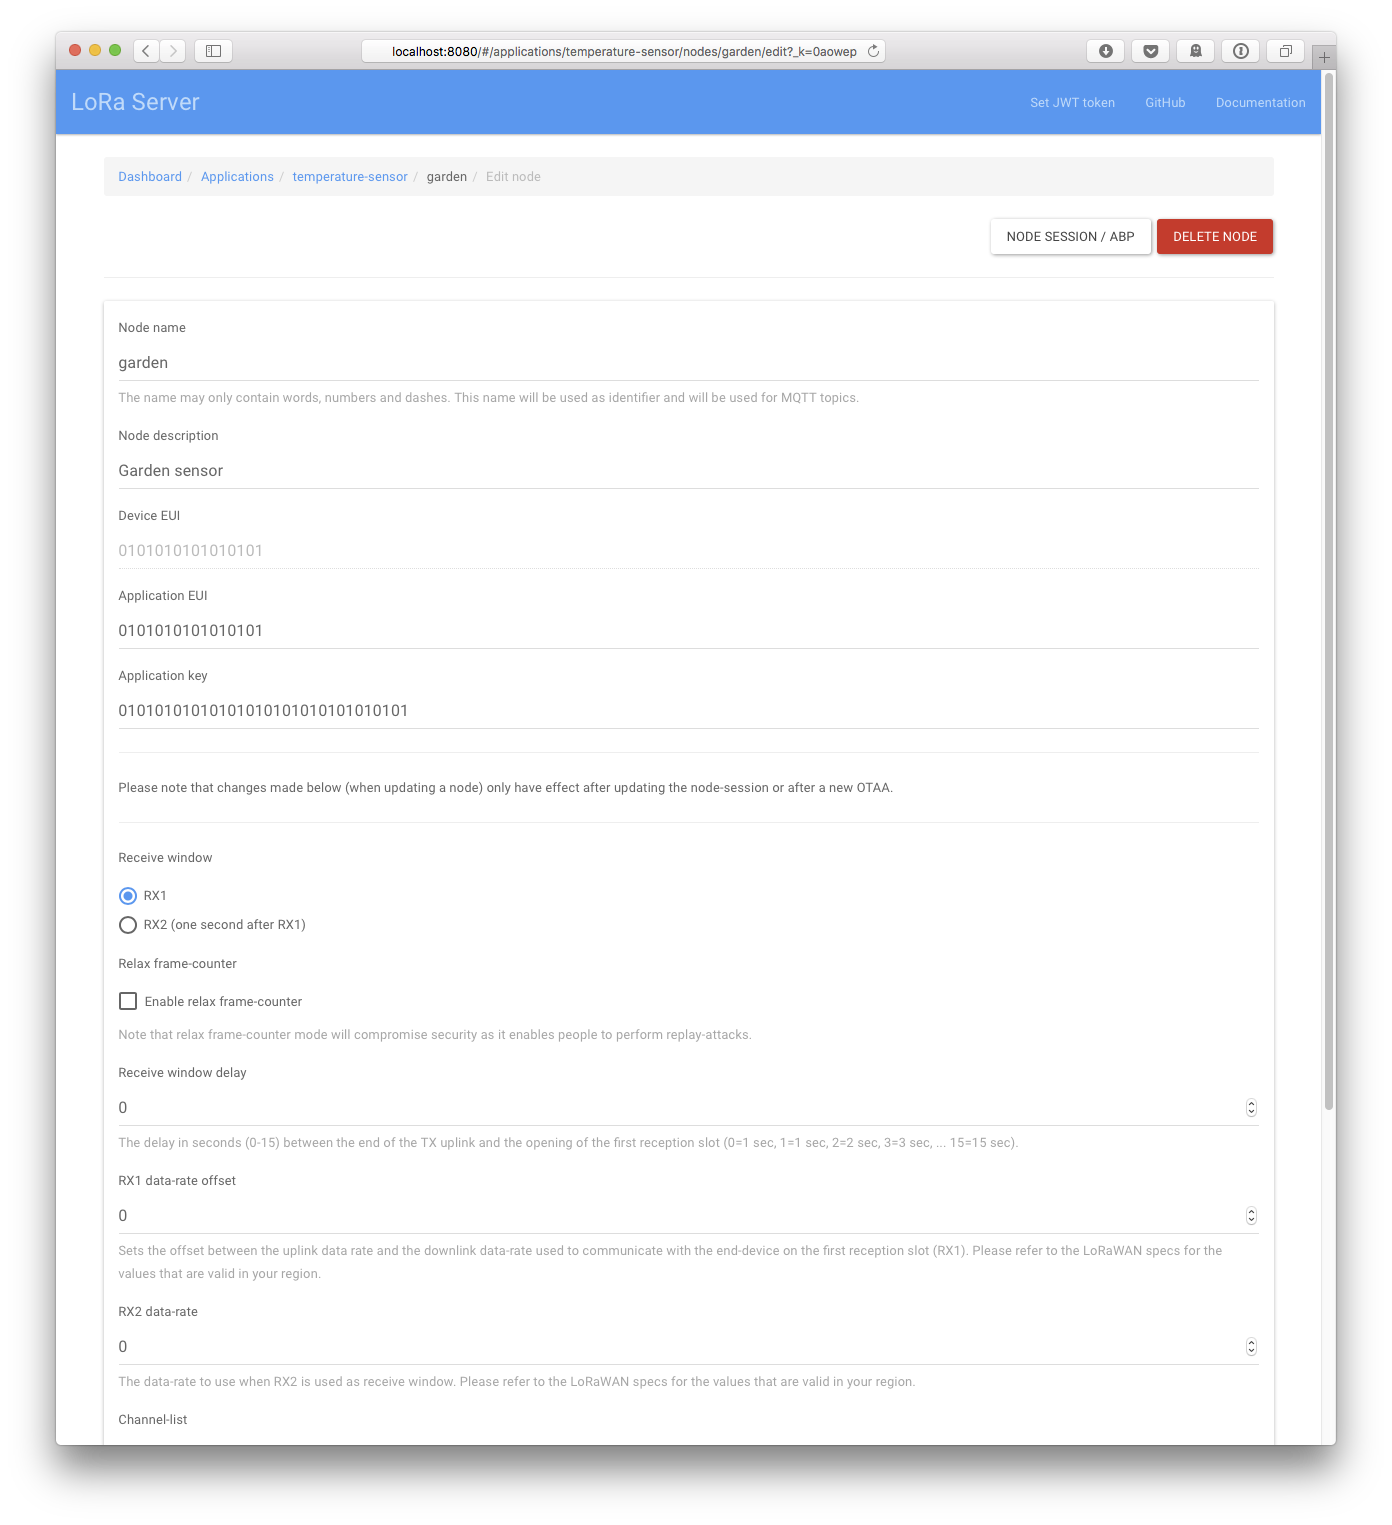 localhost:8080/#/applications/temperature-sensor/nodes/garden/edit?_k=0aowep
LoRa Server
Set JWT token GitHub Documentation
Dashboard / Applications / temperature-sensor / garden / Edit node
NODE SESSION / ABP DELETE NODE
Node name
garden
The name may only contain words, numbers and dashes. This name will be used as identifier and will be used for MQTT topics.
Node description
Garden sensor
Device EUI
0101010101010101
Application EUI
0101010101010101
Application key
01010101010101010101010101010101
Please note that changes made below (when updating a node) only have effect after updating the node-session or after a new OTAA.
Receive window
RX1
RX2 (one second after RX1)
Relax frame-counter
Enable relax frame-counter
Note that relax frame-counter mode will compromise security as it enables people to perform replay-attacks.
Receive window delay
0
The delay in seconds (0-15) between the end of the TX uplink and the opening of the first reception slot (0=1 sec, 1=1 sec, 2=2 sec, 3=3 sec, ... 15=15 sec).
RX1 data-rate offset
0
Sets the offset between the uplink data rate and the downlink data-rate used to communicate with the end-device on the first reception slot (RX1). Please refer to the LoRaWAN specs for the
values that are valid in your region.
RX2 data-rate
0
The data-rate to use when RX2 is used as receive window. Please refer to the LoRaWAN specs for the values that are valid in your region.
Channel-list